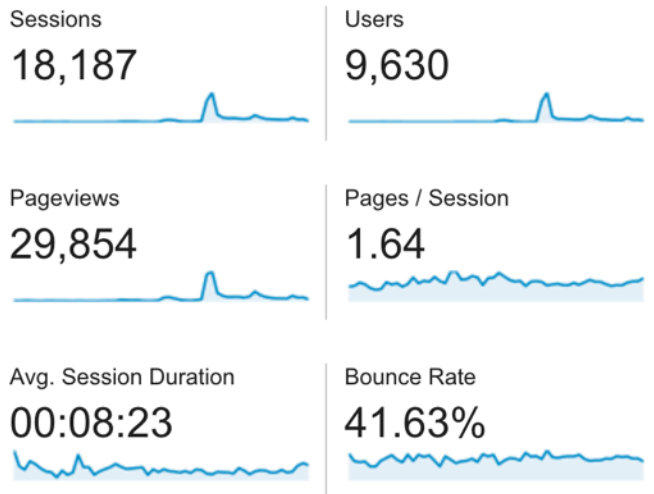 Sessions
18,187
Users
9,630
Pageviews
29,854
Pages / Session
1.64
Avg. Session Duration
00:08:23
Bounce Rate
41.63%